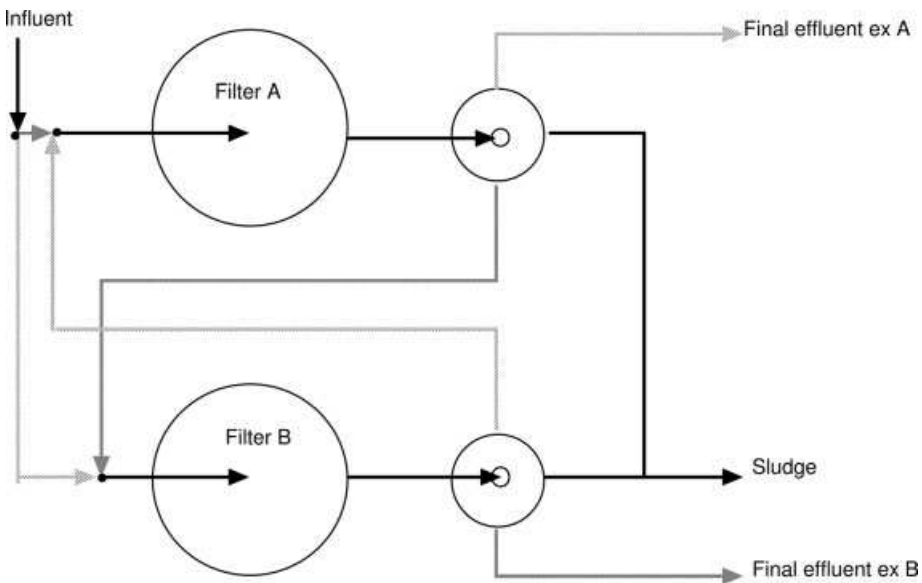 Influent
Final effluent ex A
Filter A
Filter B
Sludge
Final effluent ex B